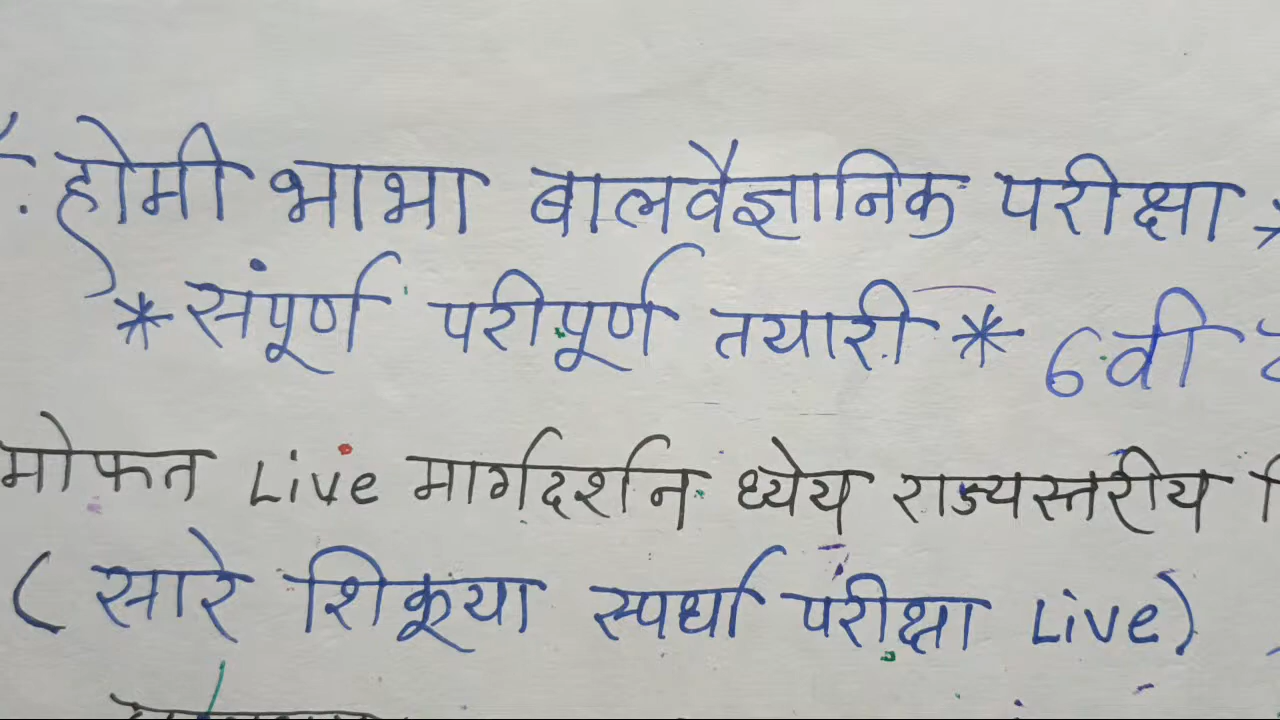 होमी भाभा बालवैज्ञानिक परीक्षा *
* संपूर्ण परीपूर्ण तयारी * 6वी
मोफत Live मार्गदर्शन ध्येय राज्यस्तरीय
( सारे शिकूया स्पर्धा परीक्षा Live)